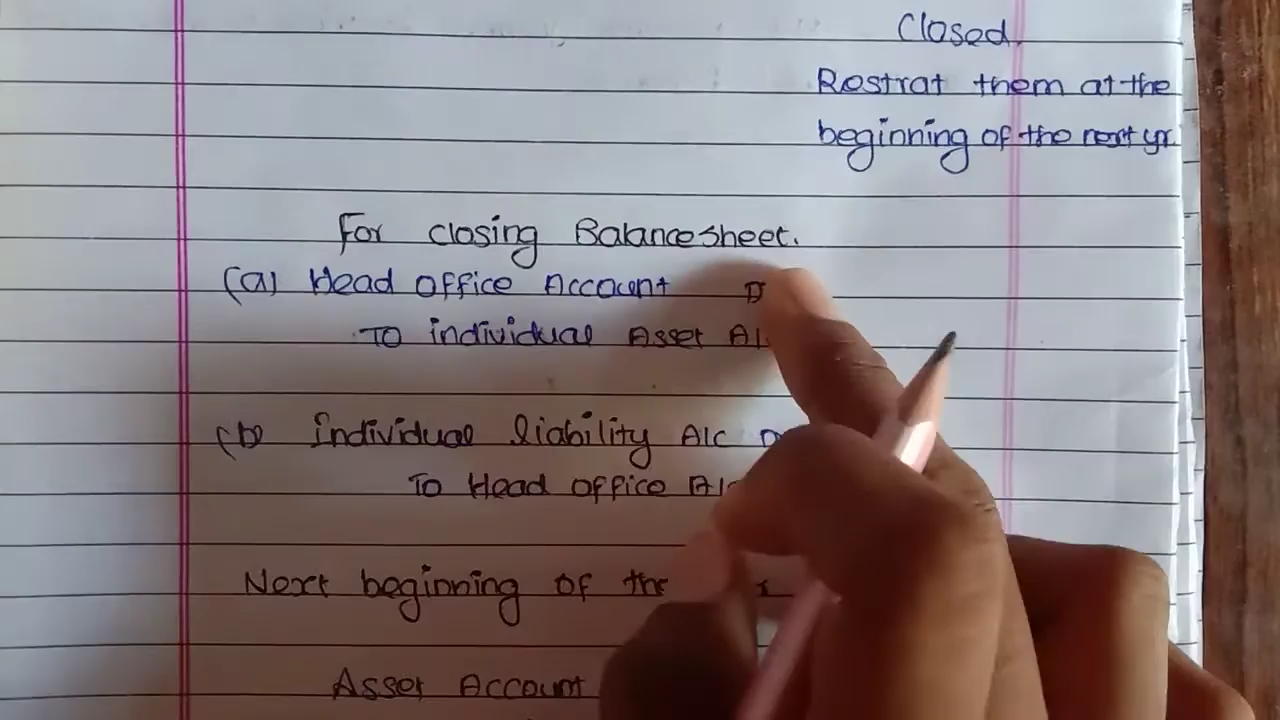 Closed.
Rostrat them at the
beginning of the next yr.
For closing Balancesheet.
(a) Head office Account
To individual Asset A/
(b) Individual liability A/C
To Head office A/c
Next beginning of the
Asset Account